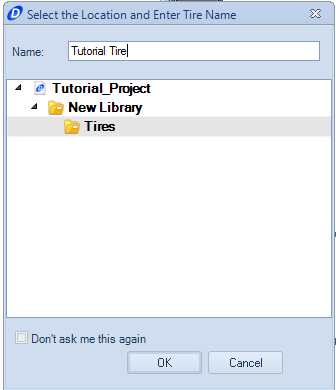 Select the Location and Enter Tire Name
Name: Tutorial Tire
Tutorial_Project
New Library
Tires
Don't ask me this again
OK Cancel